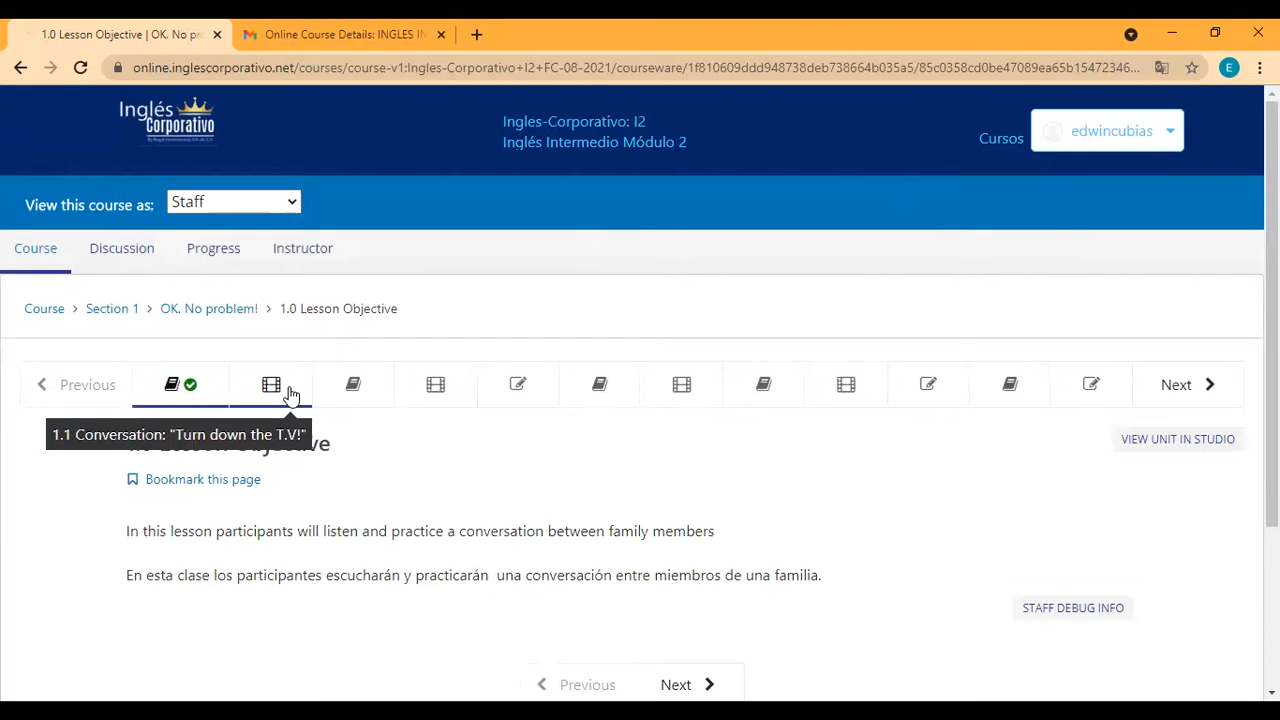 1.0 Lesson Objective | OK. No pr
Online Course Details: INGLES IN
online.inglescorporativo.net/courses/course-v1:Ingles-Corporativo+I2+FC-08-2021/courseware/1f810609ddd948738deb738664b035a5/85c0358cd0be47089ea65b15472346...
E
Inglés
Corporativo
Ingles-Corporativo: I2
Inglés Intermedio Módulo 2
Cursos
edwincubias
View this course as:
Staff
Course
Discussion
Progress
Instructor
Course > Section 1 > OK. No problem! > 1.0 Lesson Objective
Previous
Next
1.1 Conversation: "Turn down the T.V!"
VIEW UNIT IN STUDIO
Bookmark this page
In this lesson participants will listen and practice a conversation between family members
En esta clase los participantes escucharán y practicarán una conversación entre miembros de una familia.
STAFF DEBUG INFO
Previous
Next